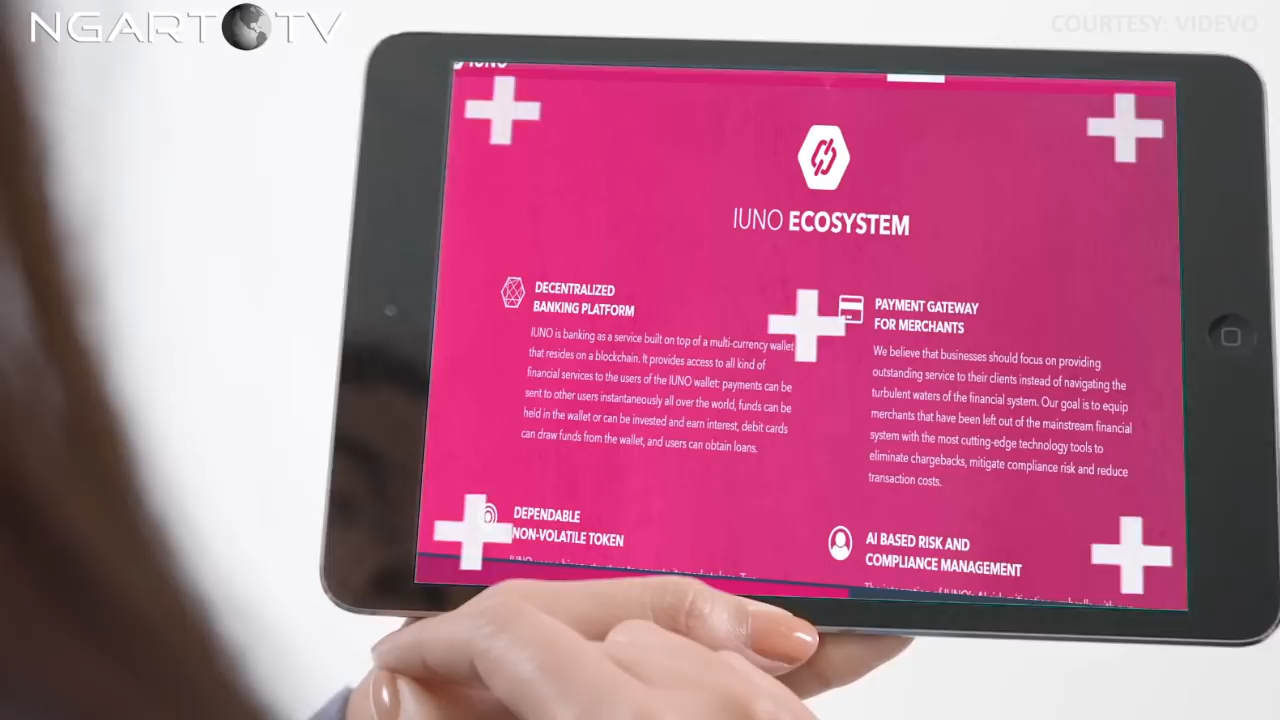 NGARTOTV
COURTESY: VIDEVO
IUNO
IUNO ECOSYSTEM
DECENTRALIZED
BANKING PLATFORM
IUNO is banking as a service built on top of a multi-currency wallet
that resides on a blockchain. It provides access to all kind of
financial services to the users of the IUNO wallet: payments can be
sent to other users instantaneously all over the world, funds can be
held in the wallet or can be invested and earn interest, debit cards
can draw funds from the wallet, and users can obtain loans.
PAYMENT GATEWAY
FOR MERCHANTS
We believe that businesses should focus on providing
outstanding service to their clients instead of navigating the
turbulent waters of the financial system. Our goal is to equip
merchants that have been left out of the mainstream financial
system with the most cutting-edge technology tools to
eliminate chargebacks, mitigate compliance risk and reduce
transaction costs.
DEPENDABLE
NON-VOLATILE TOKEN
AI BASED RISK AND
COMPLIANCE MANAGEMENT